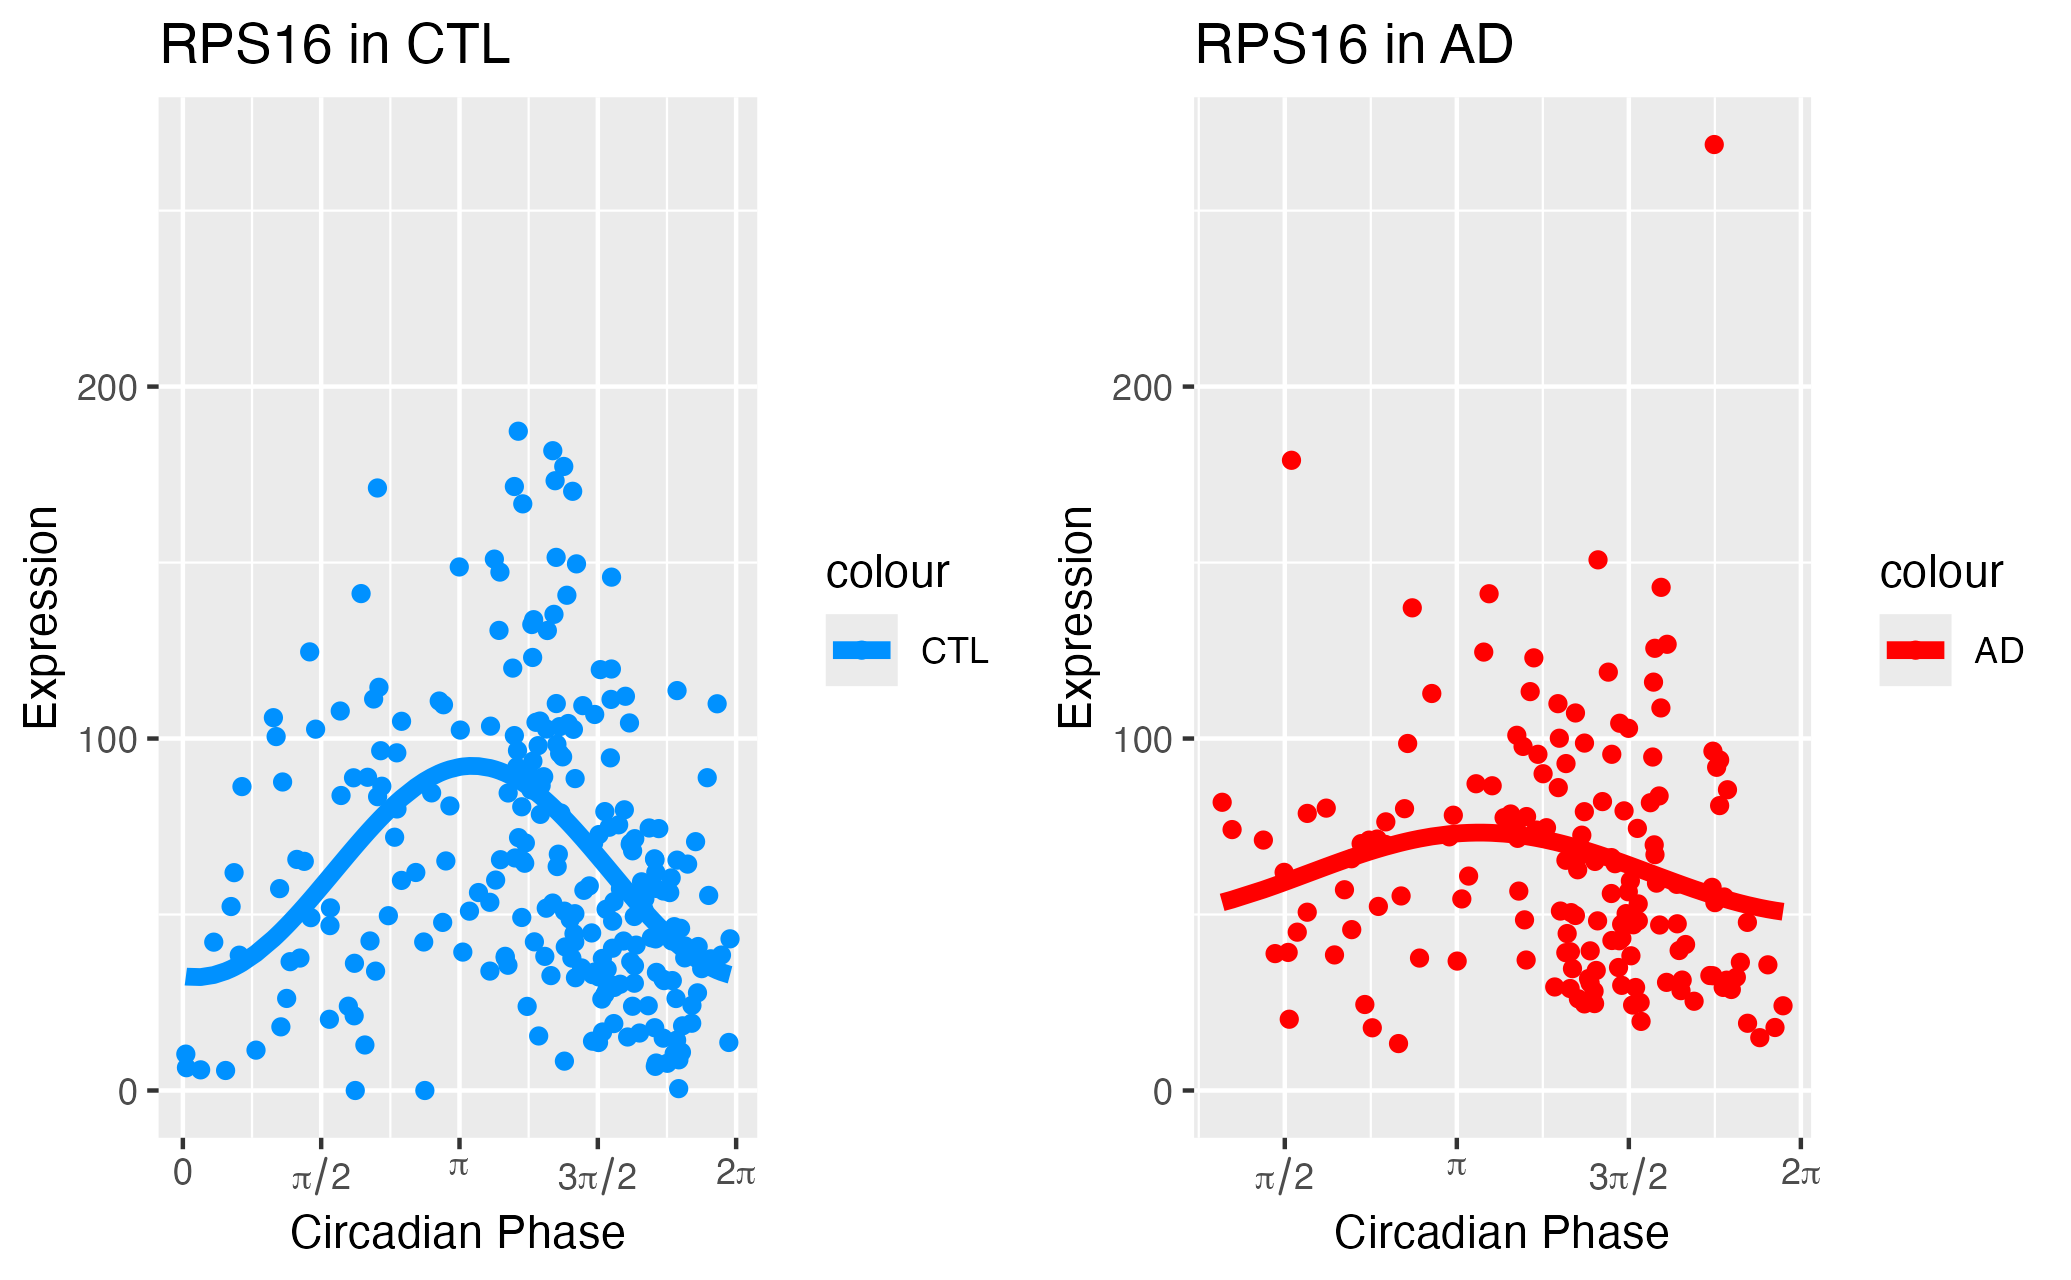 RPS16 in CTL
Expression
200
100
0
0
π/2
π
3π/2
2π
Circadian Phase
colour
CTL
RPS16 in AD
Expression
200
100
0
π/2
π
3π/2
2π
Circadian Phase
colour
AD